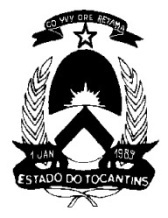 CO YVY ORE RETAMA
1 JAN 1989
ESTADO DO TOCANTINS